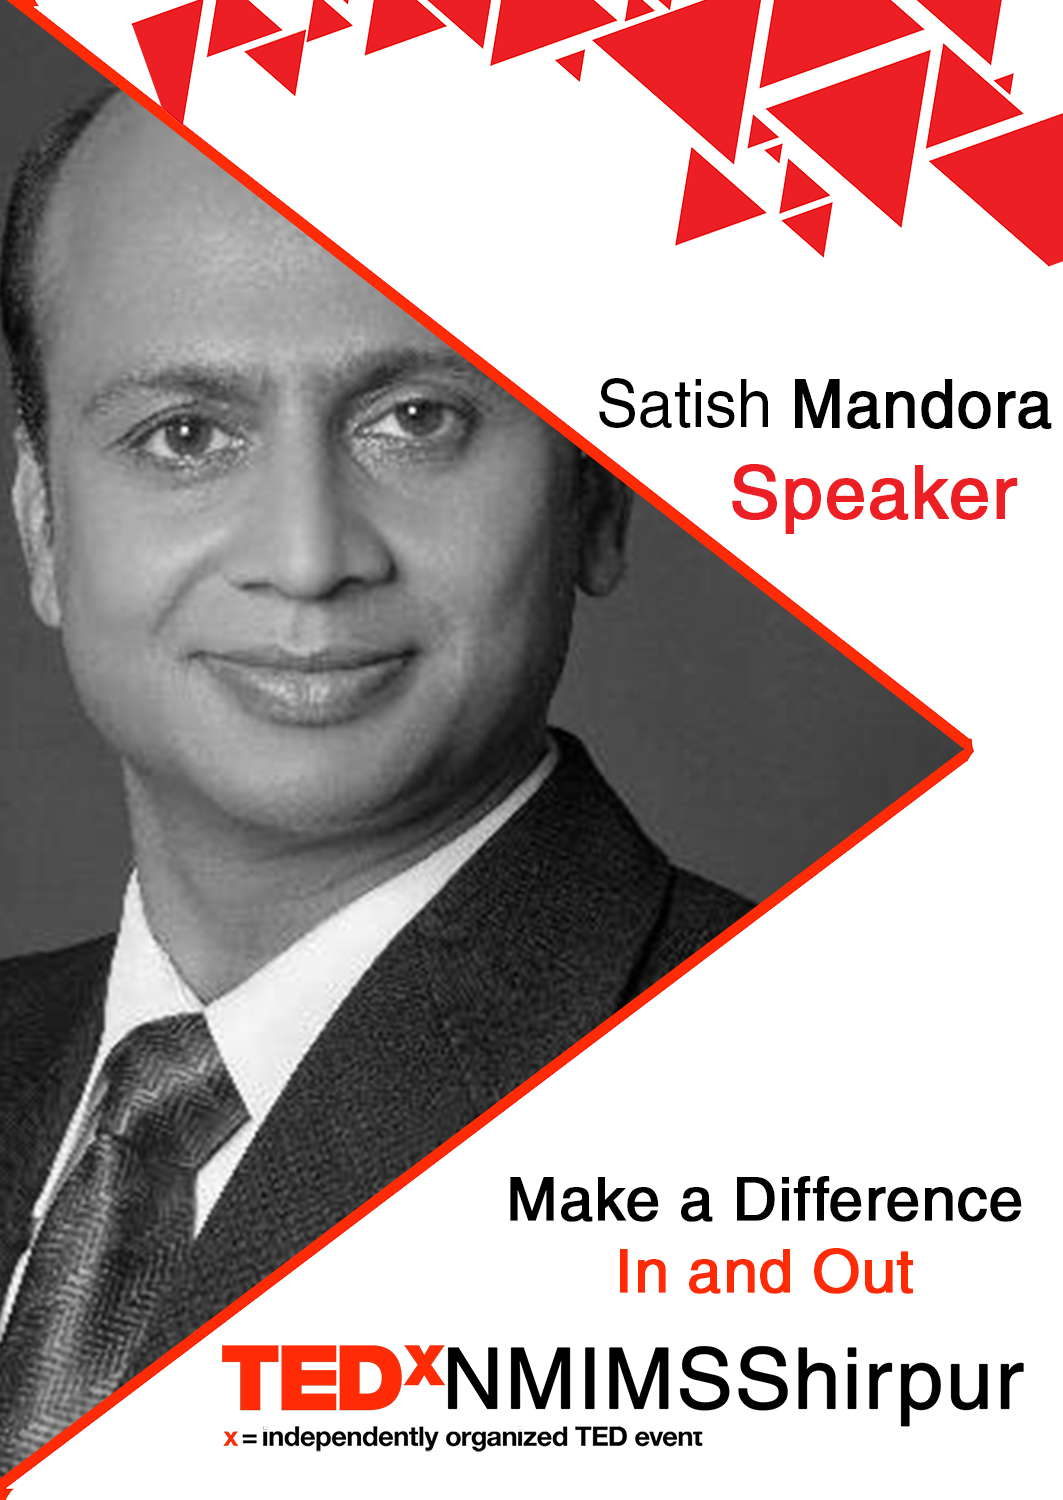 Satish Mandora
Speaker
Make a Difference
In and Out
TEDxNMIMSShirpur
x = independently organized TED event